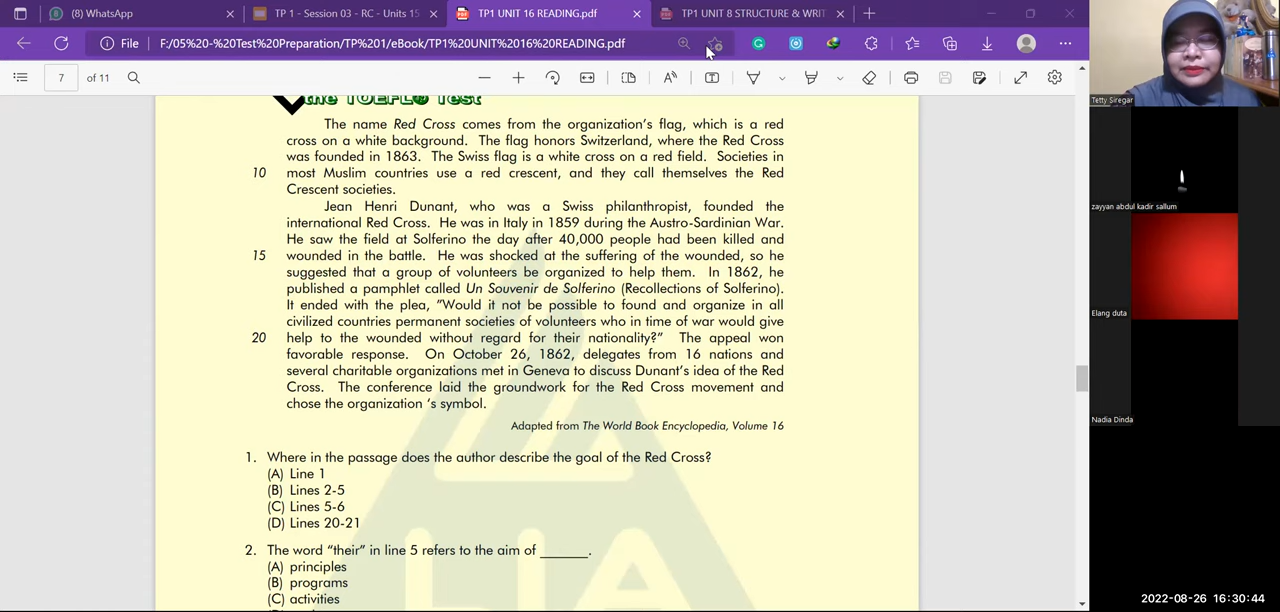 (8) WhatsApp
TP 1 - Session 03 - RC - Units 15
TP1 UNIT 16 READING.pdf
TP1 UNIT 8 STRUCTURE & WRIT
File
F:/05%20-%20Test%20Preparation/TP%201/eBook/TP1%20UNIT%2016%20READING.pdf
7 of 11
the TOEFL® Test
The name Red Cross comes from the organization's flag, which is a red
cross on a white background. The flag honors Switzerland, where the Red Cross
was founded in 1863. The Swiss flag is a white cross on a red field. Societies in
10 most Muslim countries use a red crescent, and they call themselves the Red
Crescent societies.
Jean Henri Dunant, who was a Swiss philanthropist, founded the
international Red Cross. He was in Italy in 1859 during the Austro-Sardinian War.
He saw the field at Solferino the day after 40,000 people had been killed and
15 wounded in the battle. He was shocked at the suffering of the wounded, so he
suggested that a group of volunteers be organized to help them. In 1862, he
published a pamphlet called Un Souvenir de Solferino (Recollections of Solferino).
It ended with the plea, "Would it not be possible to found and organize in all
civilized countries permanent societies of volunteers who in time of war would give
20 help to the wounded without regard for their nationality?" The appeal won
favorable response. On October 26, 1862, delegates from 16 nations and
several charitable organizations met in Geneva to discuss Dunant's idea of the Red
Cross. The conference laid the groundwork for the Red Cross movement and
chose the organization 's symbol.
Adapted from The World Book Encyclopedia, Volume 16
1. Where in the passage does the author describe the goal of the Red Cross?
(A) Line 1
(B) Lines 2-5
(C) Lines 5-6
(D) Lines 20-21
2. The word "their" in line 5 refers to the aim of ______.
(A) principles
(B) programs
(C) activities
LIA
Tetty Siregar
zayyan abdul kadir sallum
Elang duta
Nadia Dinda
2022-08-26 16:30:44